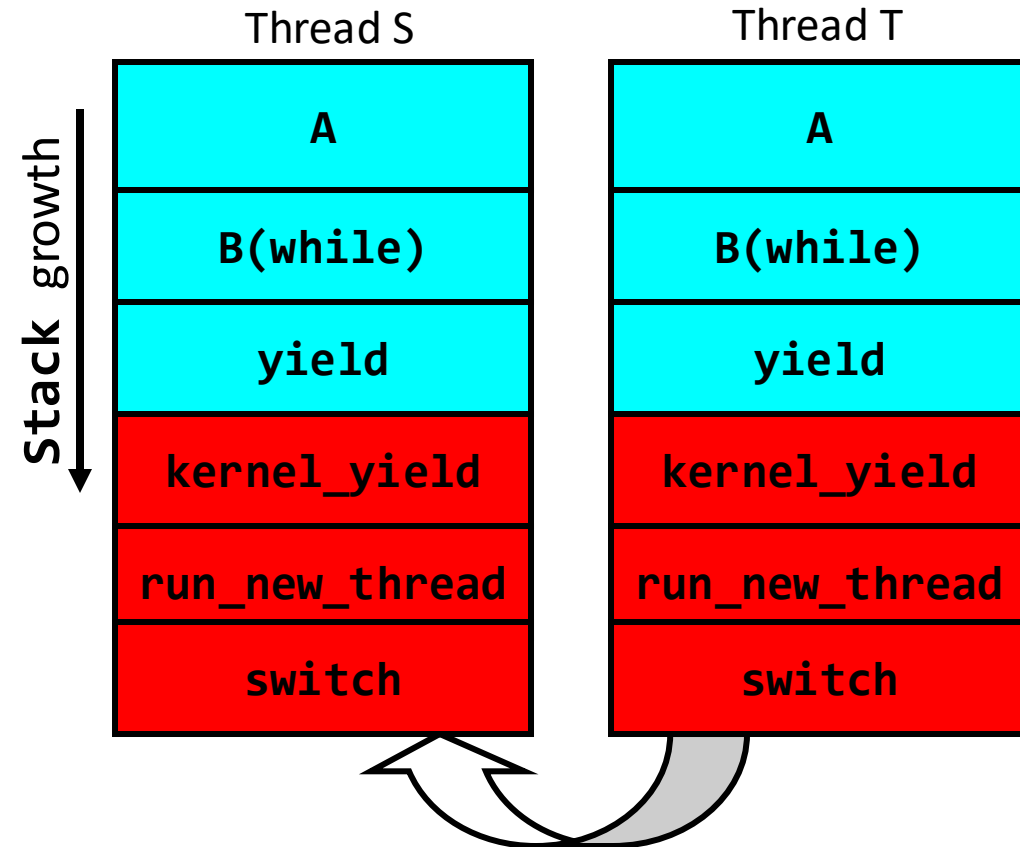 Thread S
Thread T
Stack growth
A
B(while)
yield
kernel_yield
run_new_thread
switch
A
B(while)
yield
kernel_yield
run_new_thread
switch